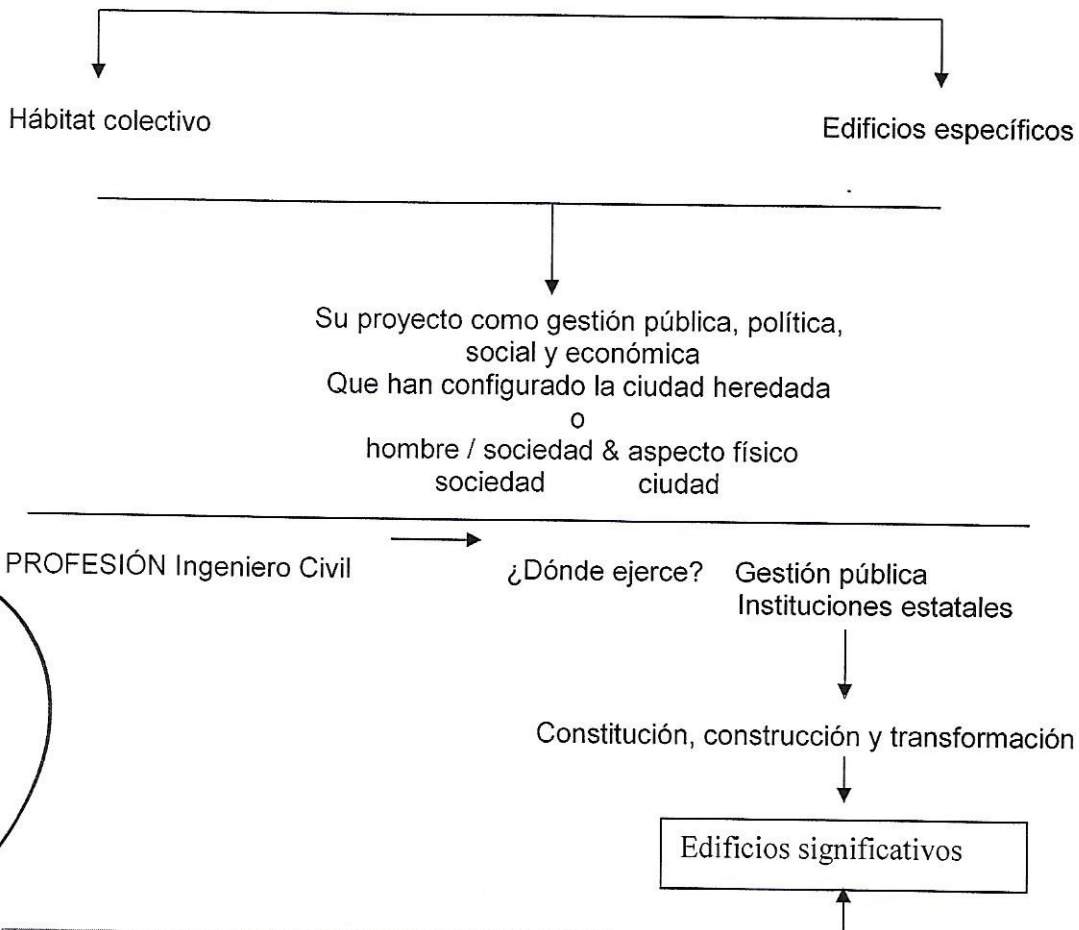 Hábitat colectivo
Edificios específicos
Su proyecto como gestión pública, política,
social y económica
Que han configurado la ciudad heredada
o
hombre / sociedad & aspecto físico
sociedad ciudad
PROFESIÓN Ingeniero Civil
¿Dónde ejerce? Gestión pública
Instituciones estatales
Constitución, construcción y transformación
Edificios significativos